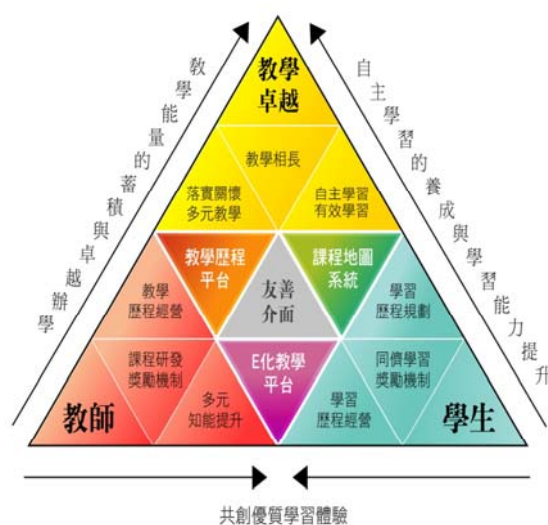 教學
卓越
教學相長
落實關懷
多元教學
自主學習
有效學習
教學歷程
平台
課程地圖
系統
友善
介面
教學
歷程經營
學習
歷程規劃
E化教學
平台
課程研發
獎勵機制
同儕學習
獎勵機制
教師
多元
知能提升
學習
歷程經營
學生
教學能量的蓄積與卓越辦學
自主學習的養成與學習能力提升
共創優質學習體驗